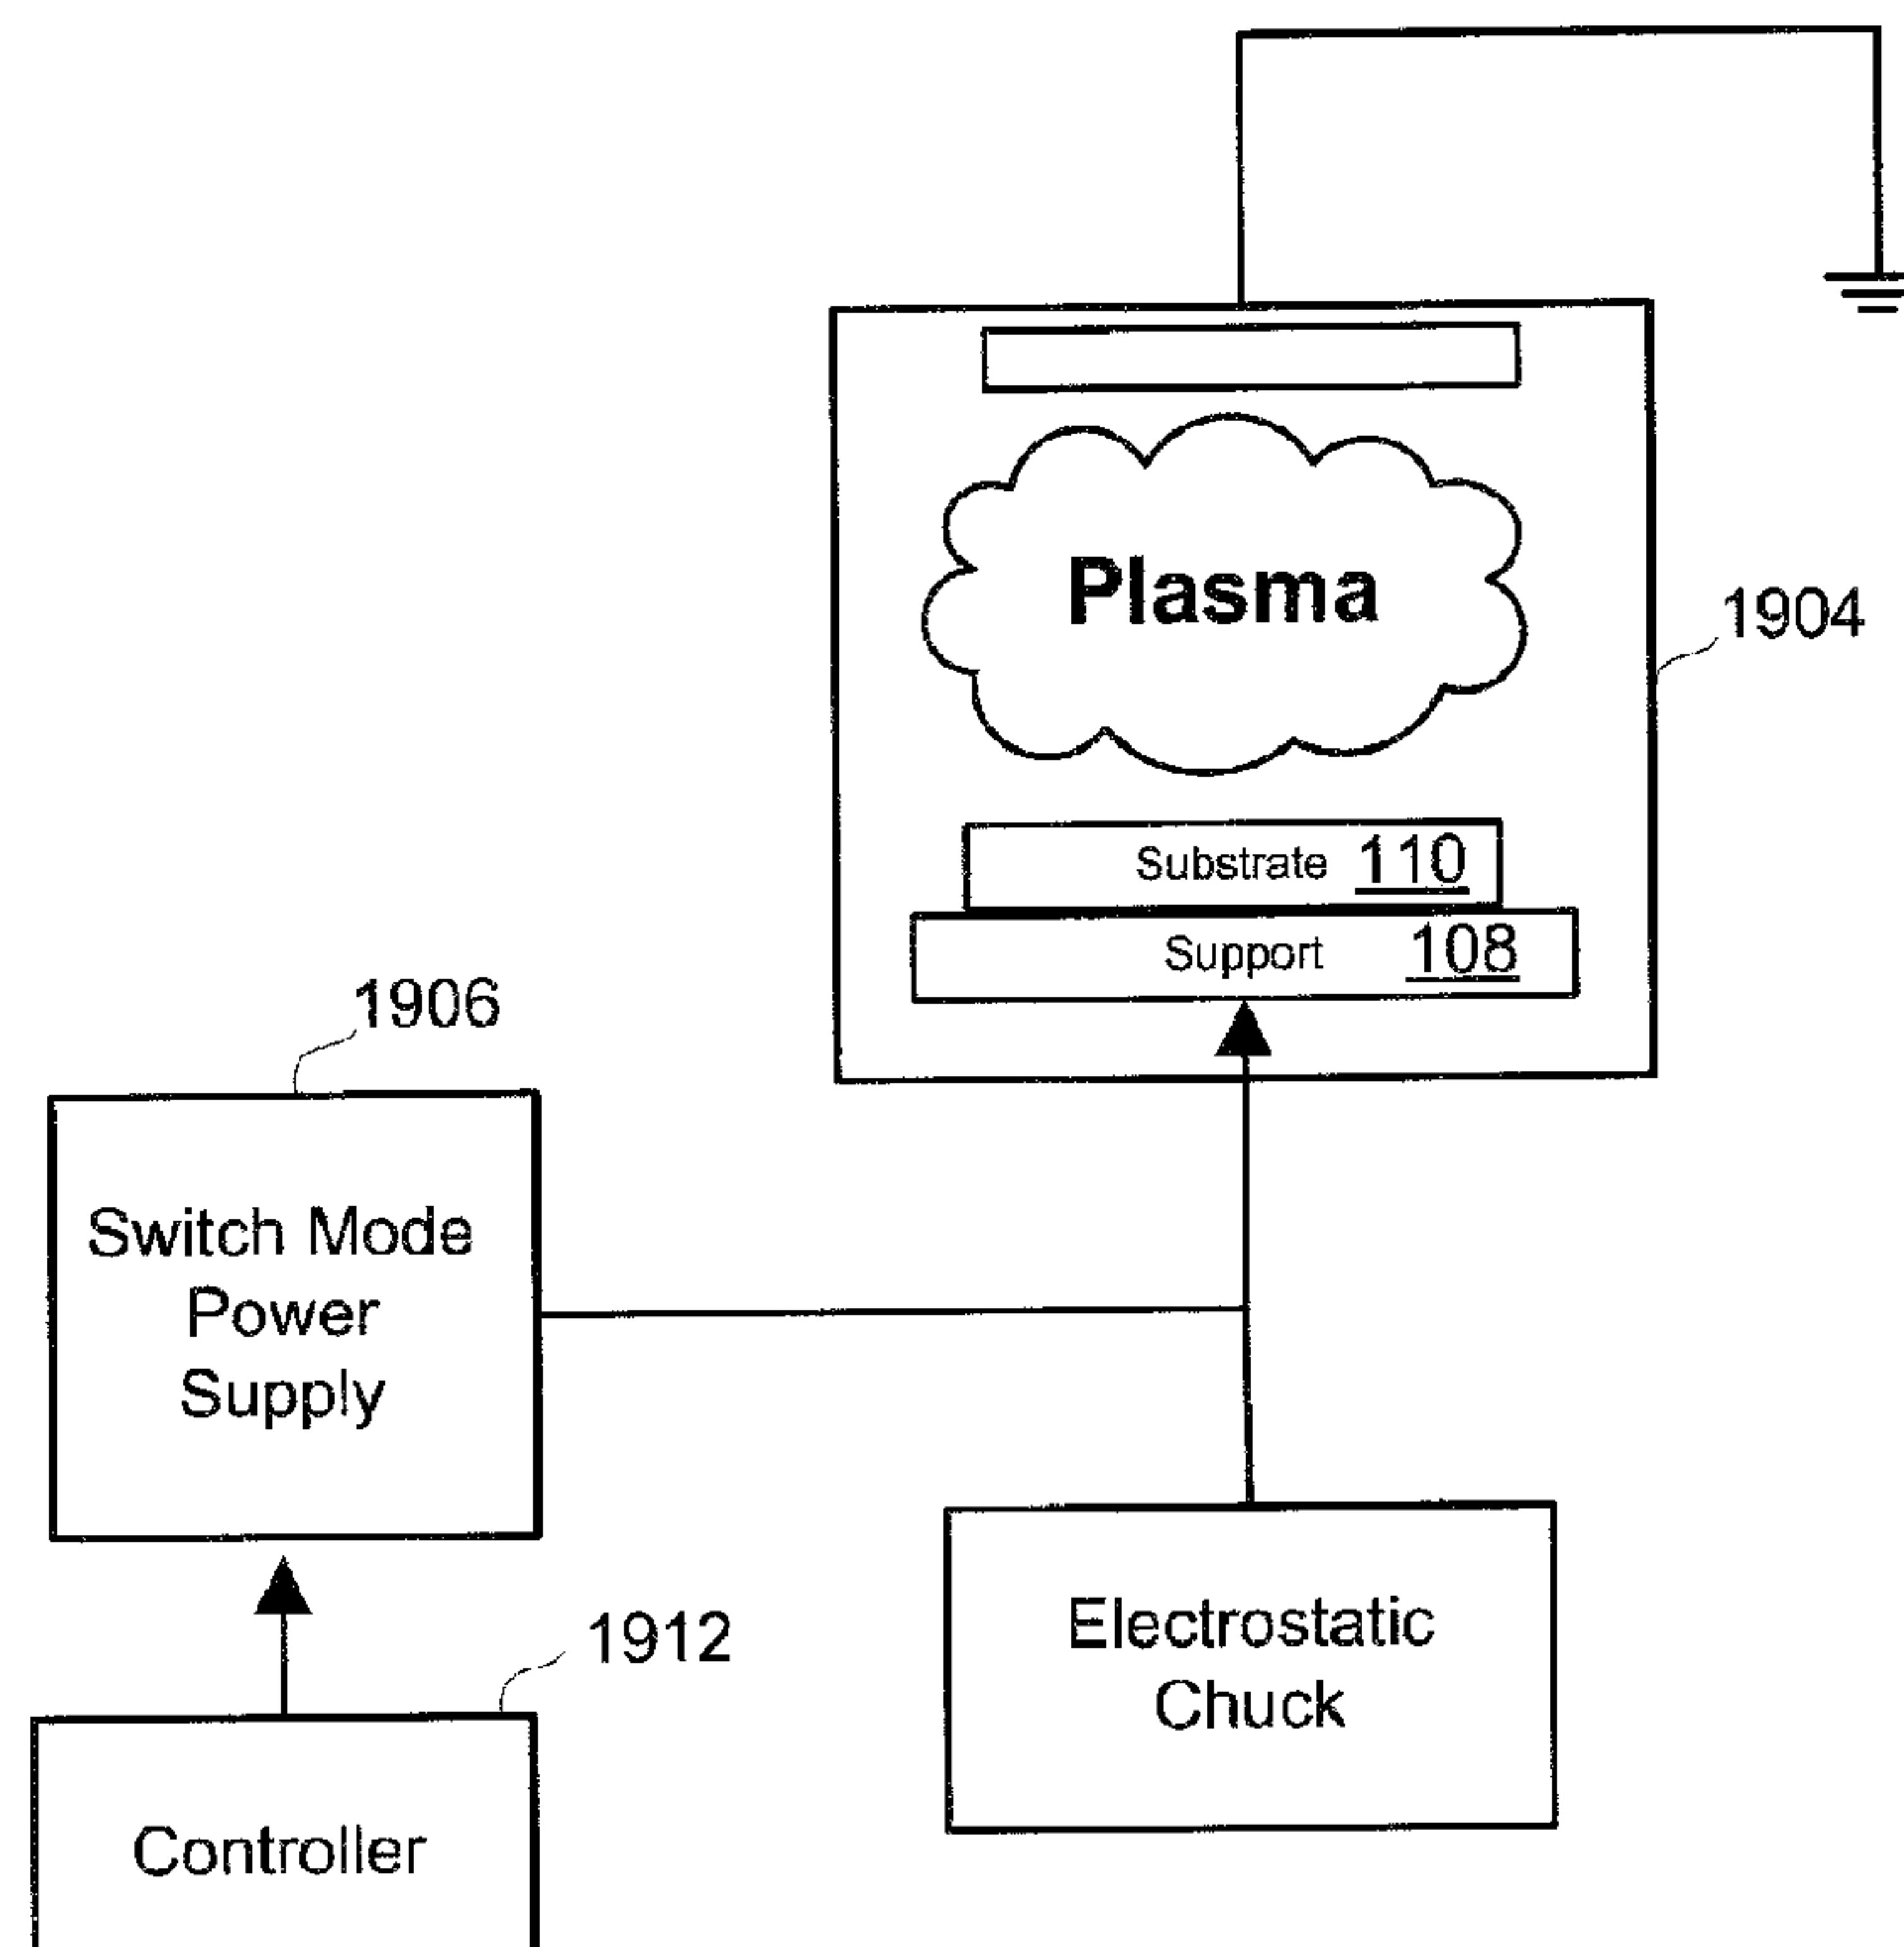 Plasma
1904
Substrate 110
Support 108
1906
Switch Mode
Power
Supply
1912
Electrostatic
Chuck
Controller